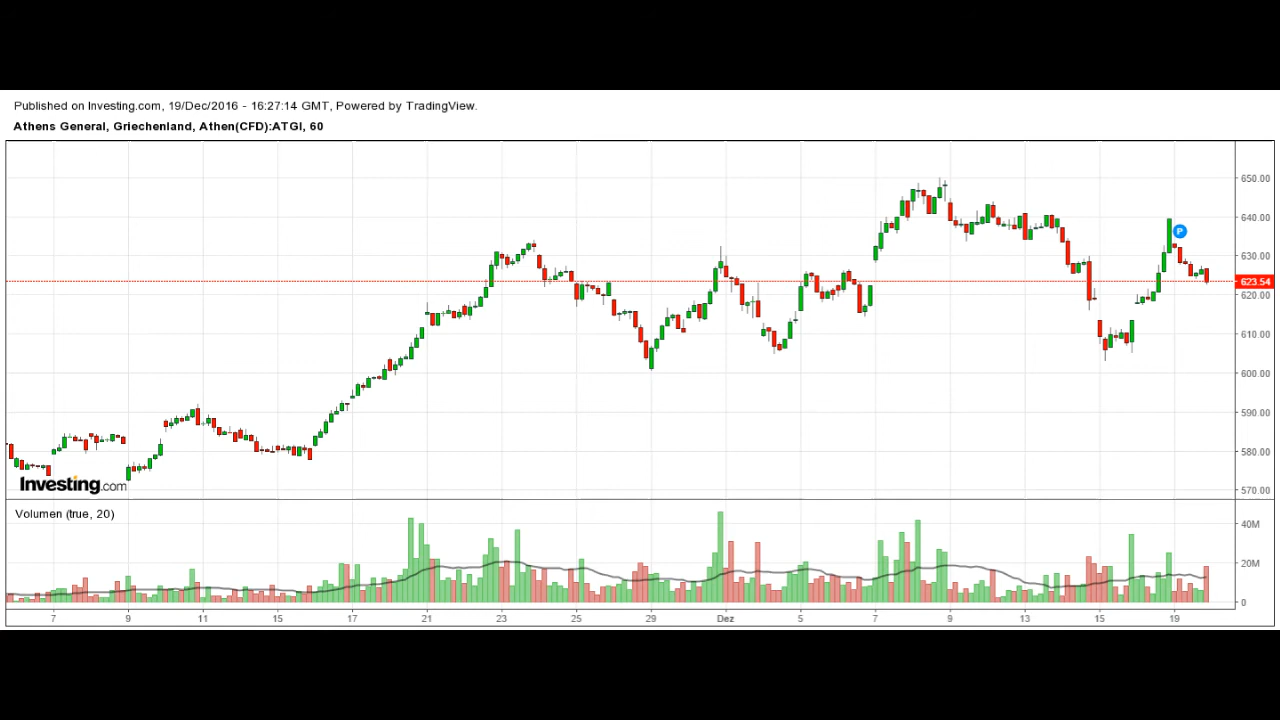 Published on Investing.com, 19/Dec/2016 - 16:27:14 GMT, Powered by TradingView.
Athens General, Griechenland, Athen(CFD):ATGI, 60
650.00
640.00
P
630.00
623.54
620.00
610.00
600.00
590.00
580.00
570.00
Investing.com
Volumen (true, 20)
40M
20M
0
7 9 11 15 17 21 23 25 29 Dez 5 7 9 13 15 19